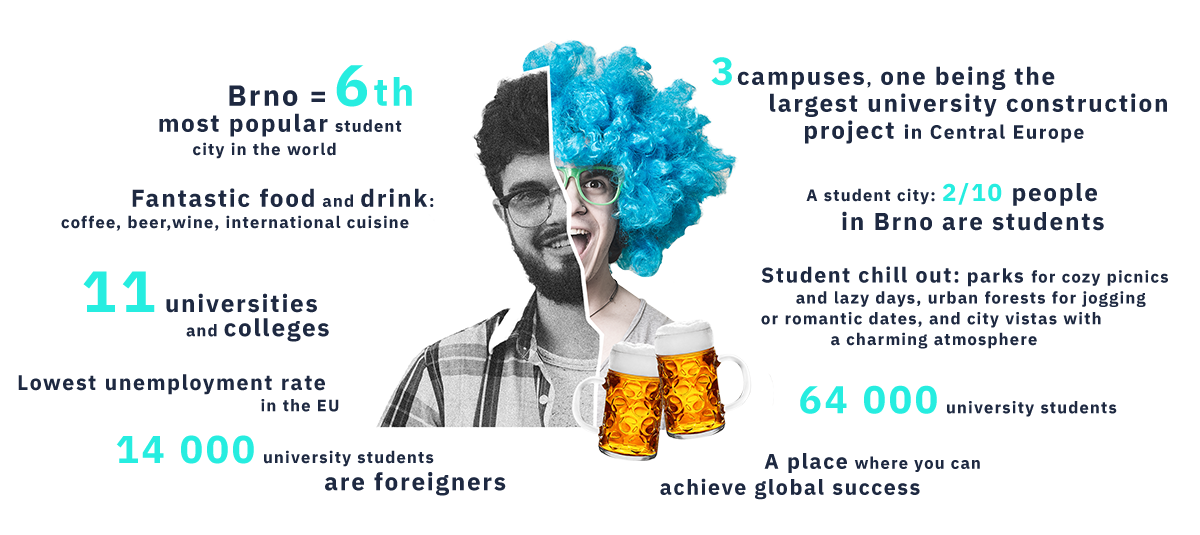 Brno = 6th
most popular student
city in the world
Fantastic food and drink:
coffee, beer,wine, international cuisine
11 universities
and colleges
Lowest unemployment rate
in the EU
14 000 university students
are foreigners
3 campuses, one being the
largest university construction
project in Central Europe
A student city: 2/10 people
in Brno are students
Student chill out: parks for cozy picnics
and lazy days, urban forests for jogging
or romantic dates, and city vistas with
a charming atmosphere
64 000 university students
A place where you can
achieve global success